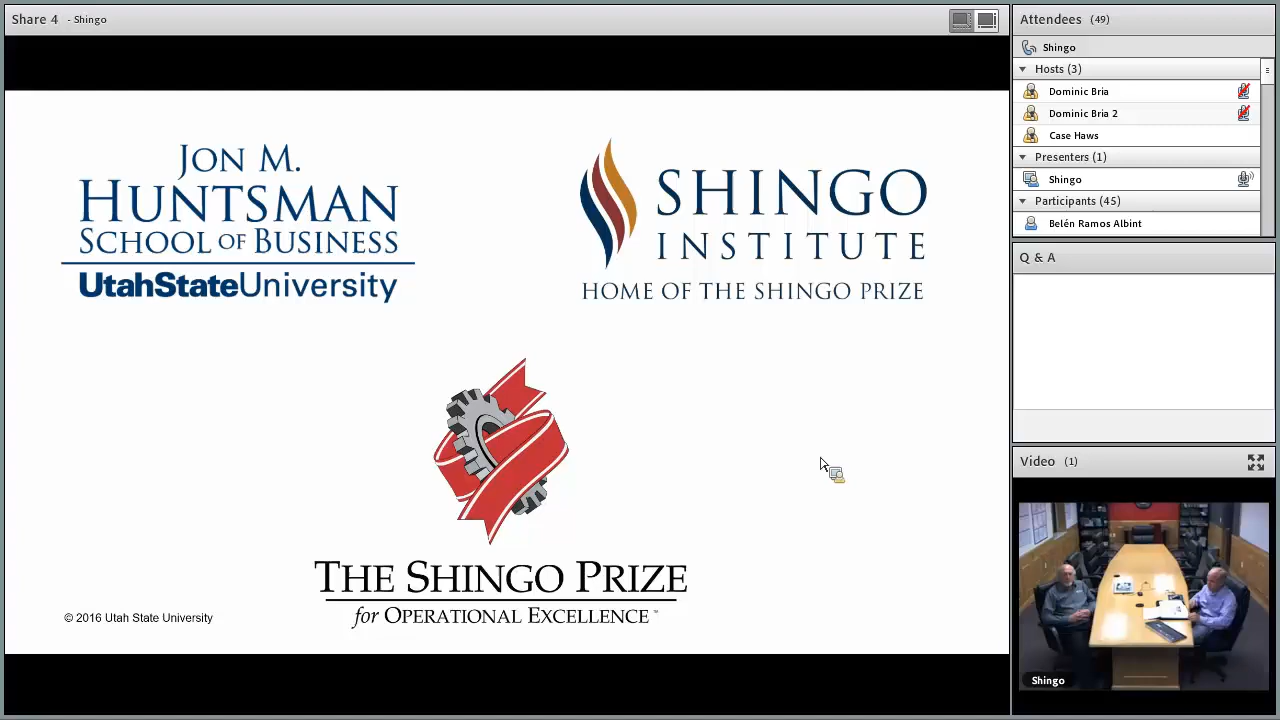 Share 4 - Shingo
JON M.
HUNTSMAN
SCHOOL OF BUSINESS
UtahStateUniversity
SHINGO
INSTITUTE
HOME OF THE SHINGO PRIZE
THE SHINGO PRIZE
for OPERATIONAL EXCELLENCE™
© 2016 Utah State University
Attendees (49)
Shingo
Hosts (3)
Dominic Bria
Dominic Bria 2
Case Haws
Presenters (1)
Shingo
Participants (45)
Belén Ramos Albint
Q & A
Video (1)
Shingo